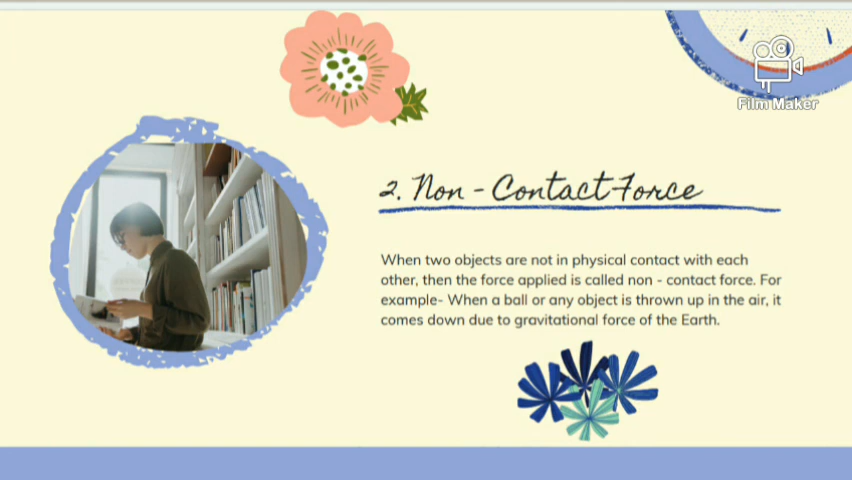 Film Maker
2. Non - Contact Force
When two objects are not in physical contact with each
other, then the force applied is called non - contact force. For
example- When a ball or any object is thrown up in the air, it
comes down due to gravitational force of the Earth.